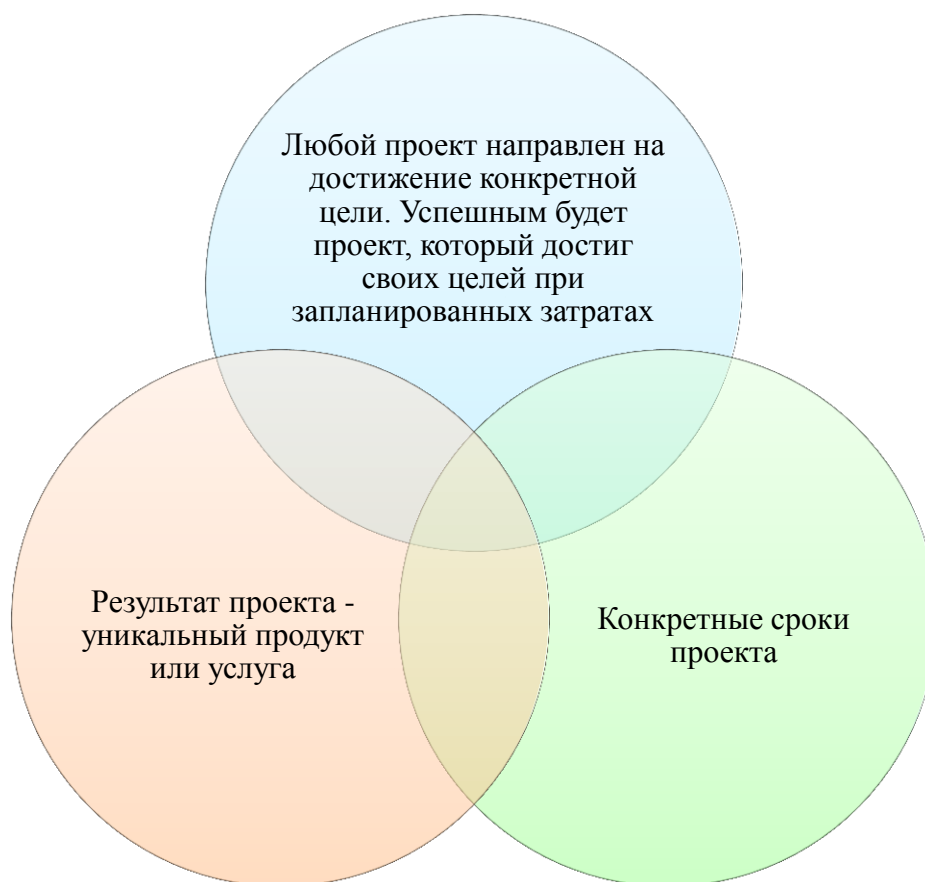 Любой проект направлен на
достижение конкретной
цели. Успешным будет
проект, который достиг
своих целей при
запланированных затратах
Результат проекта -
уникальный продукт
или услуга
Конкретные сроки
проекта